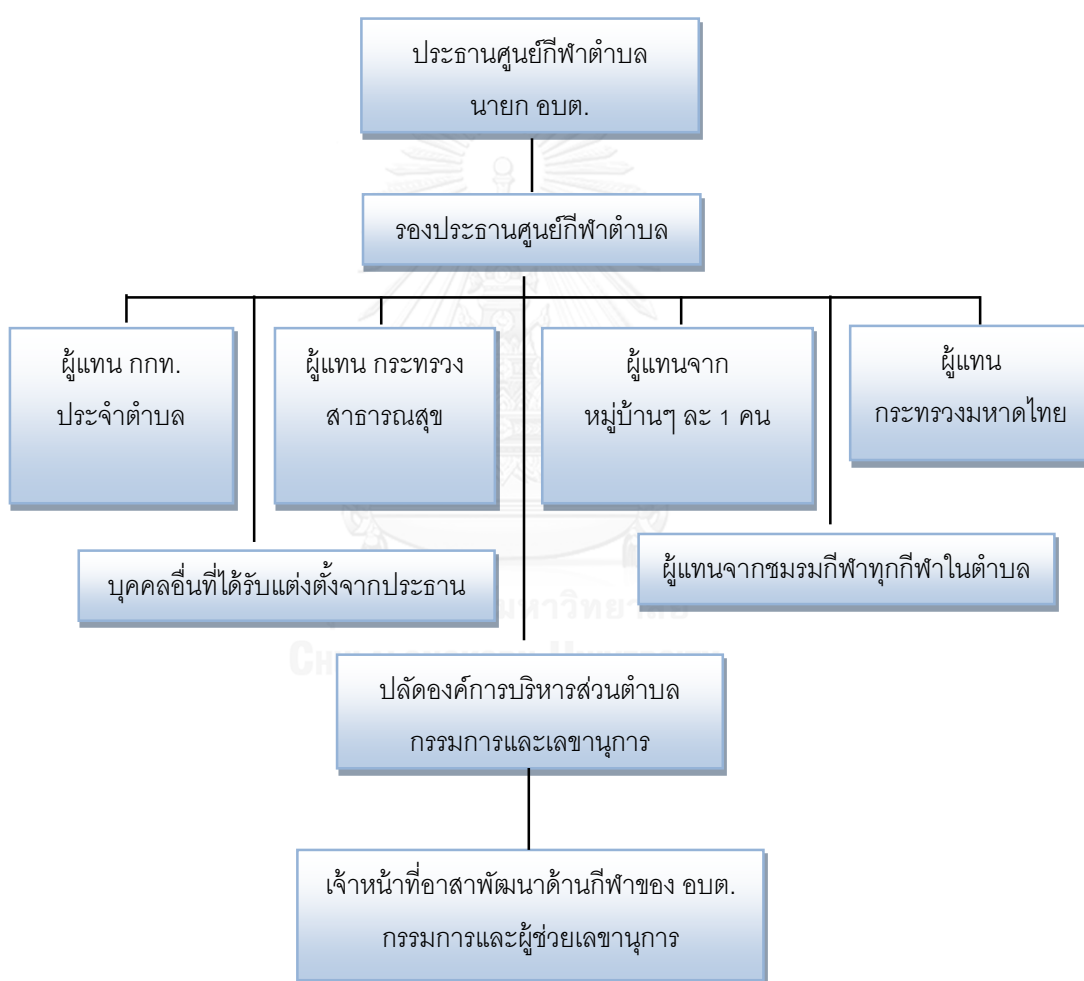 ประธานศูนย์กีฬาตำบล
นายก อบต.
รองประธานศูนย์กีฬาตำบล
ผู้แทน กกท.
ประจำตำบล
ผู้แทน กระทรวง
สาธารณสุข
ผู้แทนจาก
หมู่บ้านๆ ละ 1 คน
ผู้แทน
กระทรวงมหาดไทย
บุคคลอื่นที่ได้รับแต่งตั้งจากประธาน
ผู้แทนจากชมรมกีฬาทุกกีฬาในตำบล
ปลัดองค์การบริหารส่วนตำบล
กรรมการและเลขานุการ
เจ้าหน้าที่อาสาพัฒนาด้านกีฬาของ อบต.
กรรมการและผู้ช่วยเลขานุการ